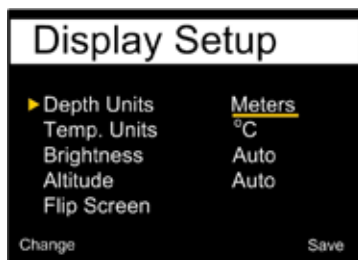 Display Setup
Depth Units Meters
Temp. Units °C
Brightness Auto
Altitude Auto
Flip Screen
Change Save